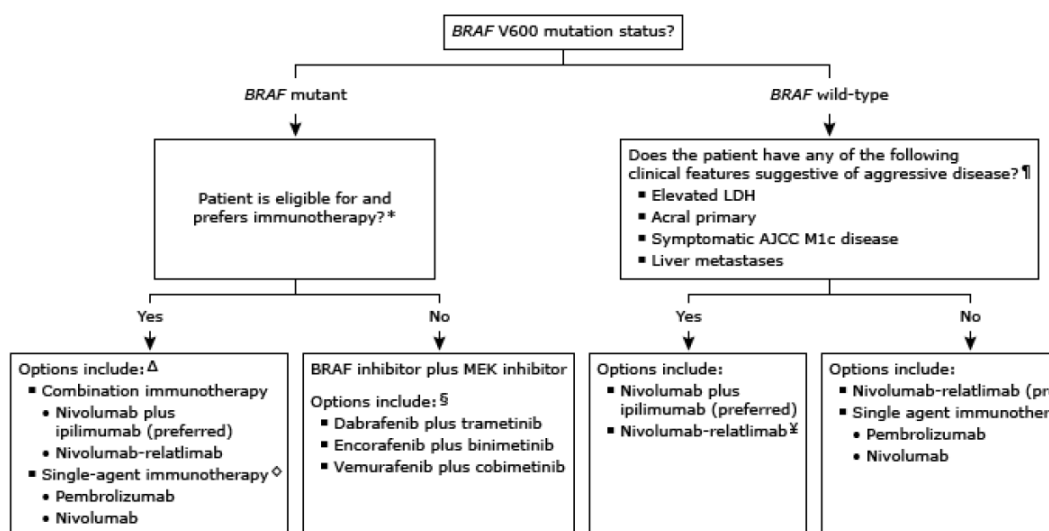 BRAF V600 mutation status?
BRAF mutant
BRAF wild-type
Patient is eligible for and
prefers immunotherapy?*
Does the patient have any of the following
clinical features suggestive of aggressive disease?¶
▪ Elevated LDH
▪ Acral primary
▪ Symptomatic AJCC M1c disease
▪ Liver metastases
Yes
No
Yes
No
Options include:Δ
▪ Combination immunotherapy
• Nivolumab plus
ipilimumab (preferred)
• Nivolumab-relatlimab
▪ Single-agent immunotherapy◇
• Pembrolizumab
• Nivolumab
BRAF inhibitor plus MEK inhibitor
Options include:§
▪ Dabrafenib plus trametinib
▪ Encorafenib plus binimetinib
▪ Vemurafenib plus cobimetinib
Options include:
▪ Nivolumab plus
ipilimumab (preferred)
▪ Nivolumab-relatlimab¥
Options include:
▪ Nivolumab-relatlimab
▪ Single agent
• Pembrolizumab
• Nivolumab